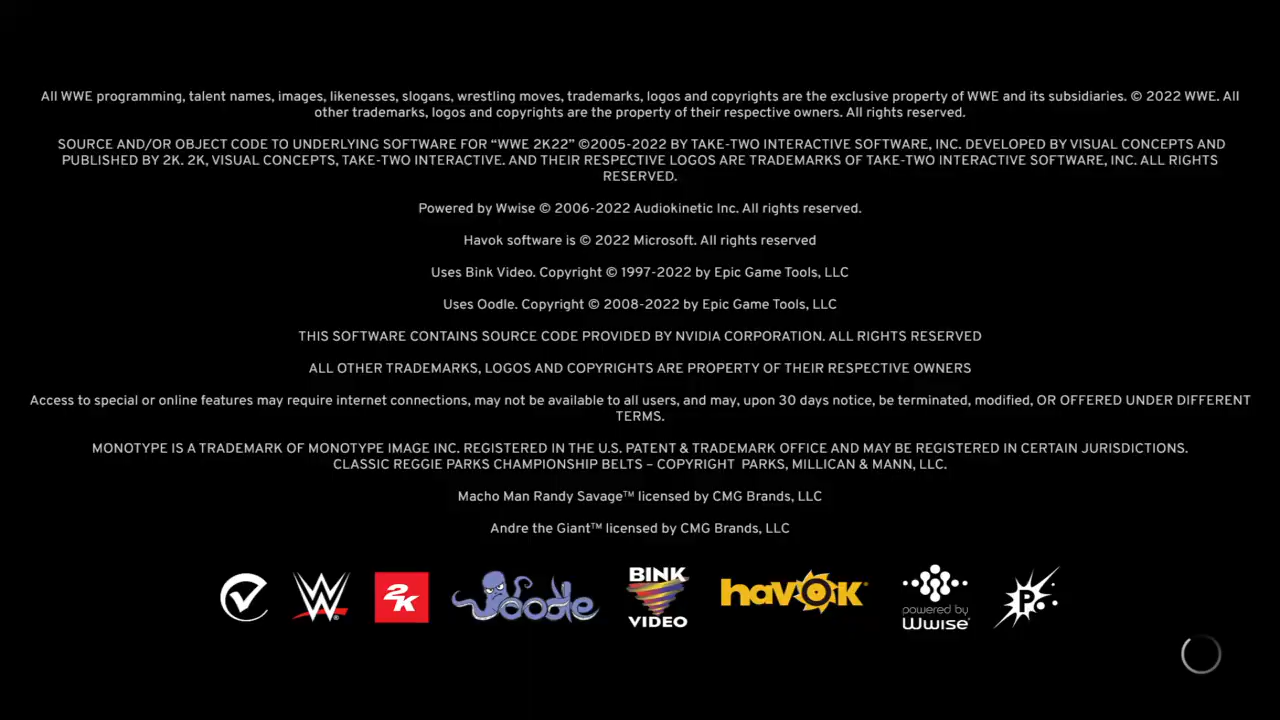 All WWE programming, talent names, images, likenesses, slogans, wrestling moves, trademarks, logos and copyrights are the exclusive property of WWE and its subsidiaries. © 2022 WWE. All
other trademarks, logos and copyrights are the property of their respective owners. All rights reserved.
SOURCE AND/OR OBJECT CODE TO UNDERLYING SOFTWARE FOR “WWE 2K22” ©2005-2022 BY TAKE-TWO INTERACTIVE SOFTWARE, INC. DEVELOPED BY VISUAL CONCEPTS AND
PUBLISHED BY 2K. 2K, VISUAL CONCEPTS, TAKE-TWO INTERACTIVE. AND THEIR RESPECTIVE LOGOS ARE TRADEMARKS OF TAKE-TWO INTERACTIVE SOFTWARE, INC. ALL RIGHTS
RESERVED.
Powered by Wwise © 2006-2022 Audiokinetic Inc. All rights reserved.
Havok software is © 2022 Microsoft. All rights reserved
Uses Bink Video. Copyright © 1997-2022 by Epic Game Tools, LLC
Uses Oodle. Copyright © 2008-2022 by Epic Game Tools, LLC
THIS SOFTWARE CONTAINS SOURCE CODE PROVIDED BY NVIDIA CORPORATION. ALL RIGHTS RESERVED
ALL OTHER TRADEMARKS, LOGOS AND COPYRIGHTS ARE PROPERTY OF THEIR RESPECTIVE OWNERS
Access to special or online features may require internet connections, may not be available to all users, and may, upon 30 days notice, be terminated, modified, OR OFFERED UNDER DIFFERENT
TERMS.
MONOTYPE IS A TRADEMARK OF MONOTYPE IMAGE INC. REGISTERED IN THE U.S. PATENT & TRADEMARK OFFICE AND MAY BE REGISTERED IN CERTAIN JURISDICTIONS.
CLASSIC REGGIE PARKS CHAMPIONSHIP BELTS – COPYRIGHT PARKS, MILLICAN & MANN, LLC.
Macho Man Randy Savage™ licensed by CMG Brands, LLC
Andre the Giant™ licensed by CMG Brands, LLC
W
2K
oodle
BINK
VIDEO
havok
powered by
Wwise
P